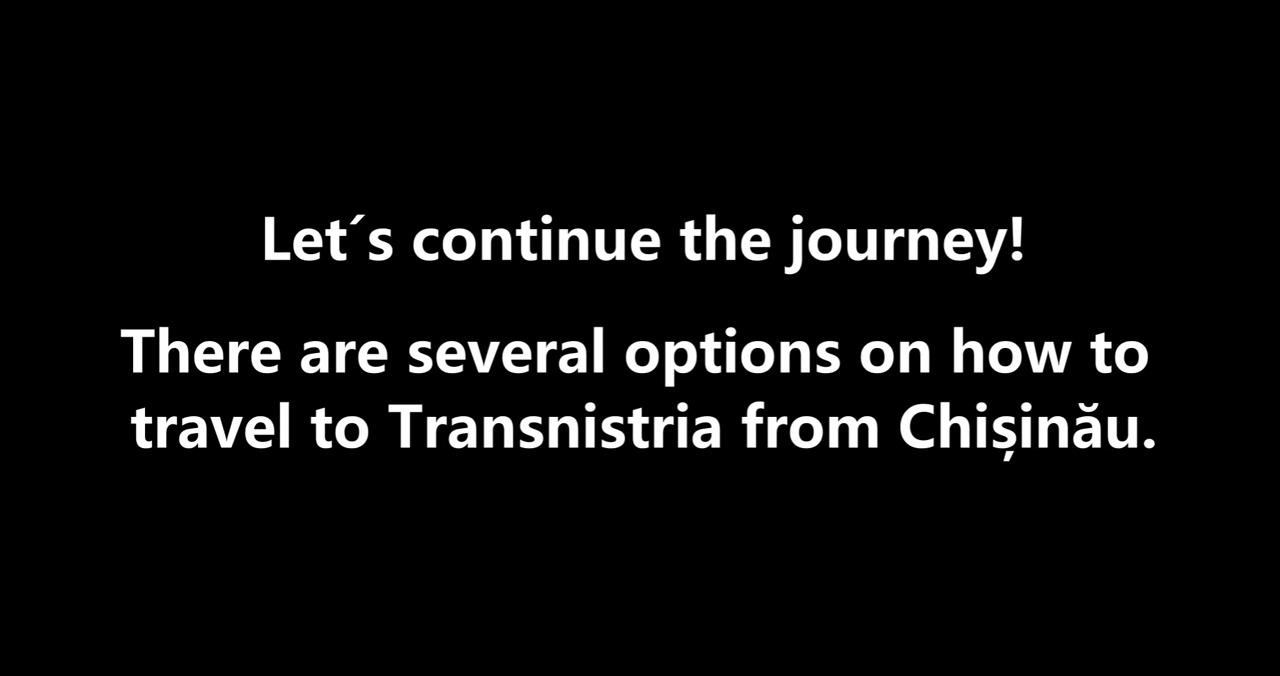 Let´s continue the journey!
There are several options on how to
travel to Transnistria from Chișinău.